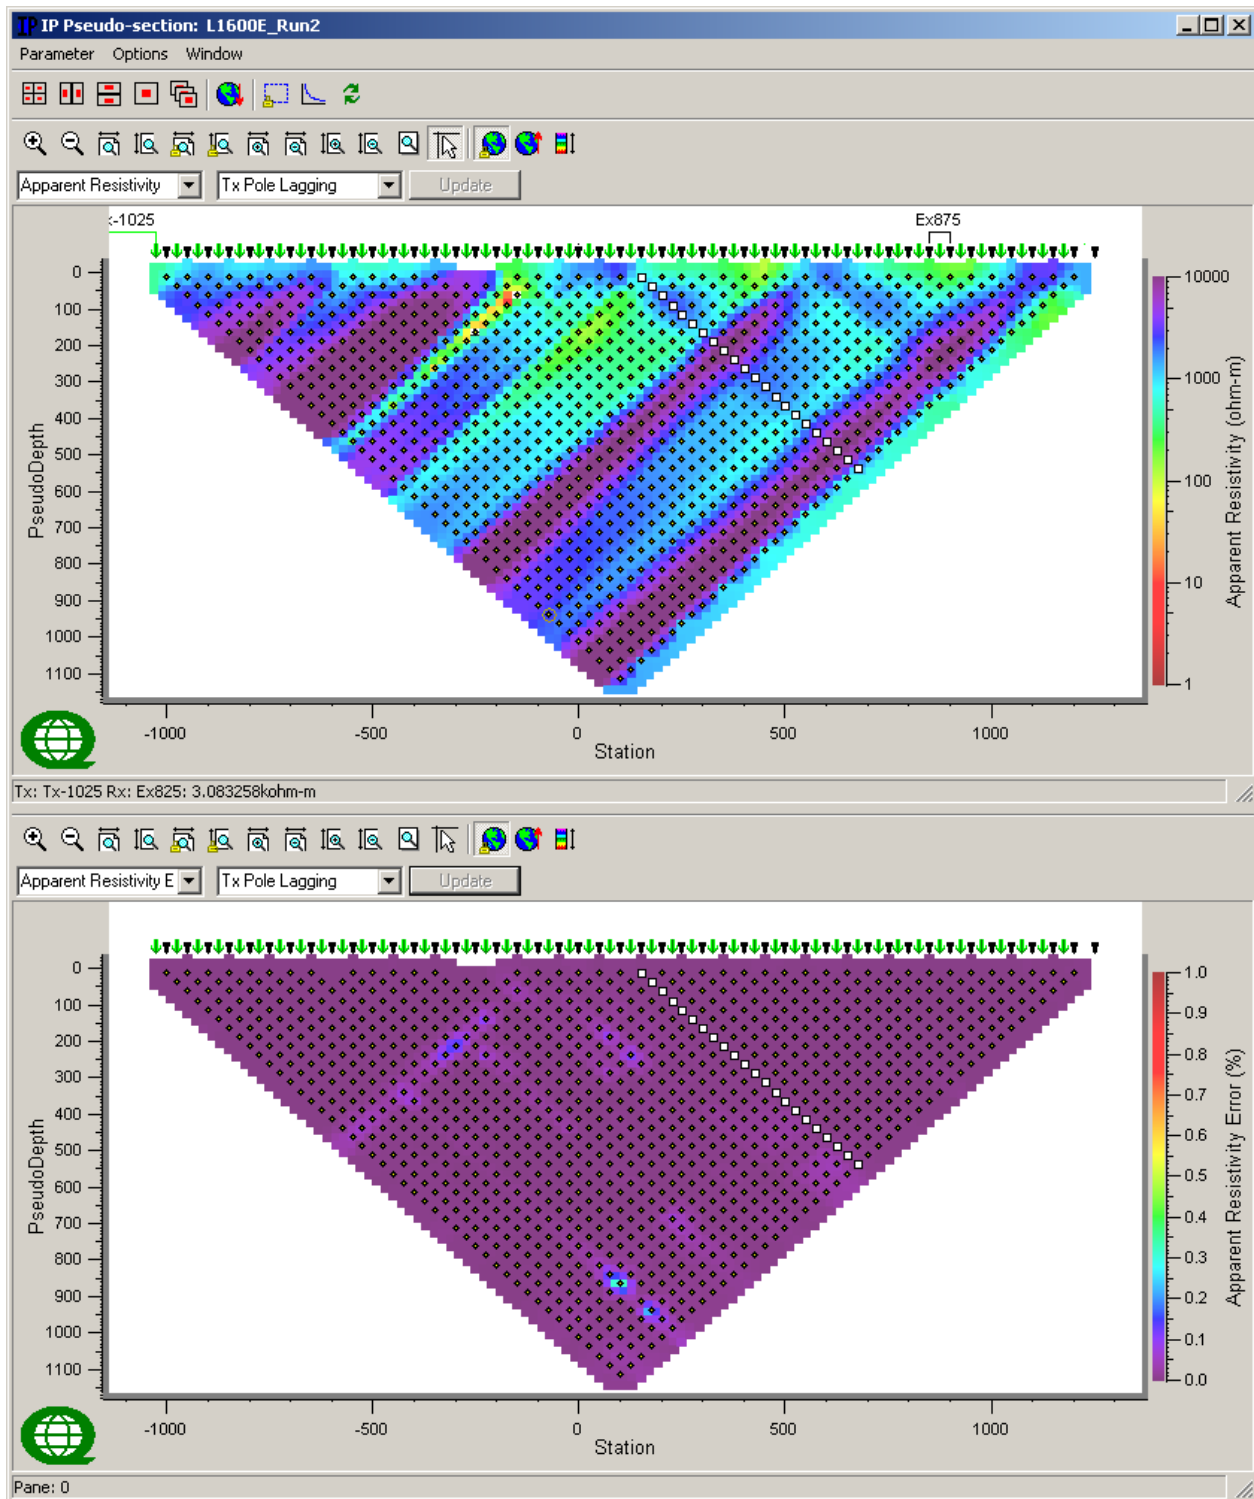 IP Pseudo-section: L1600E_Run2
Parameter Options Window
Apparent Resistivity Tx Pole Lagging Update
:-1025 Ex875
0
100
200
300
400
500
600
700
800
900
1000
1100
PseudoDepth
-1000 -500 0 500 1000
Station
10000
1000
100
10
1
Apparent Resistivity (ohm-m)
Tx: Tx-1025 Rx: Ex825: 3.083258kohm-m
Apparent Resistivity E Tx Pole Lagging Update
0
100
200
300
400
500
600
700
800
900
1000
1100
PseudoDepth
-1000 -500 0 500 1000
Station
1.0
0.9
0.8
0.7
0.6
0.5
0.4
0.3
0.2
0.1
0.0
Apparent Resistivity Error (%)
Pane: 0